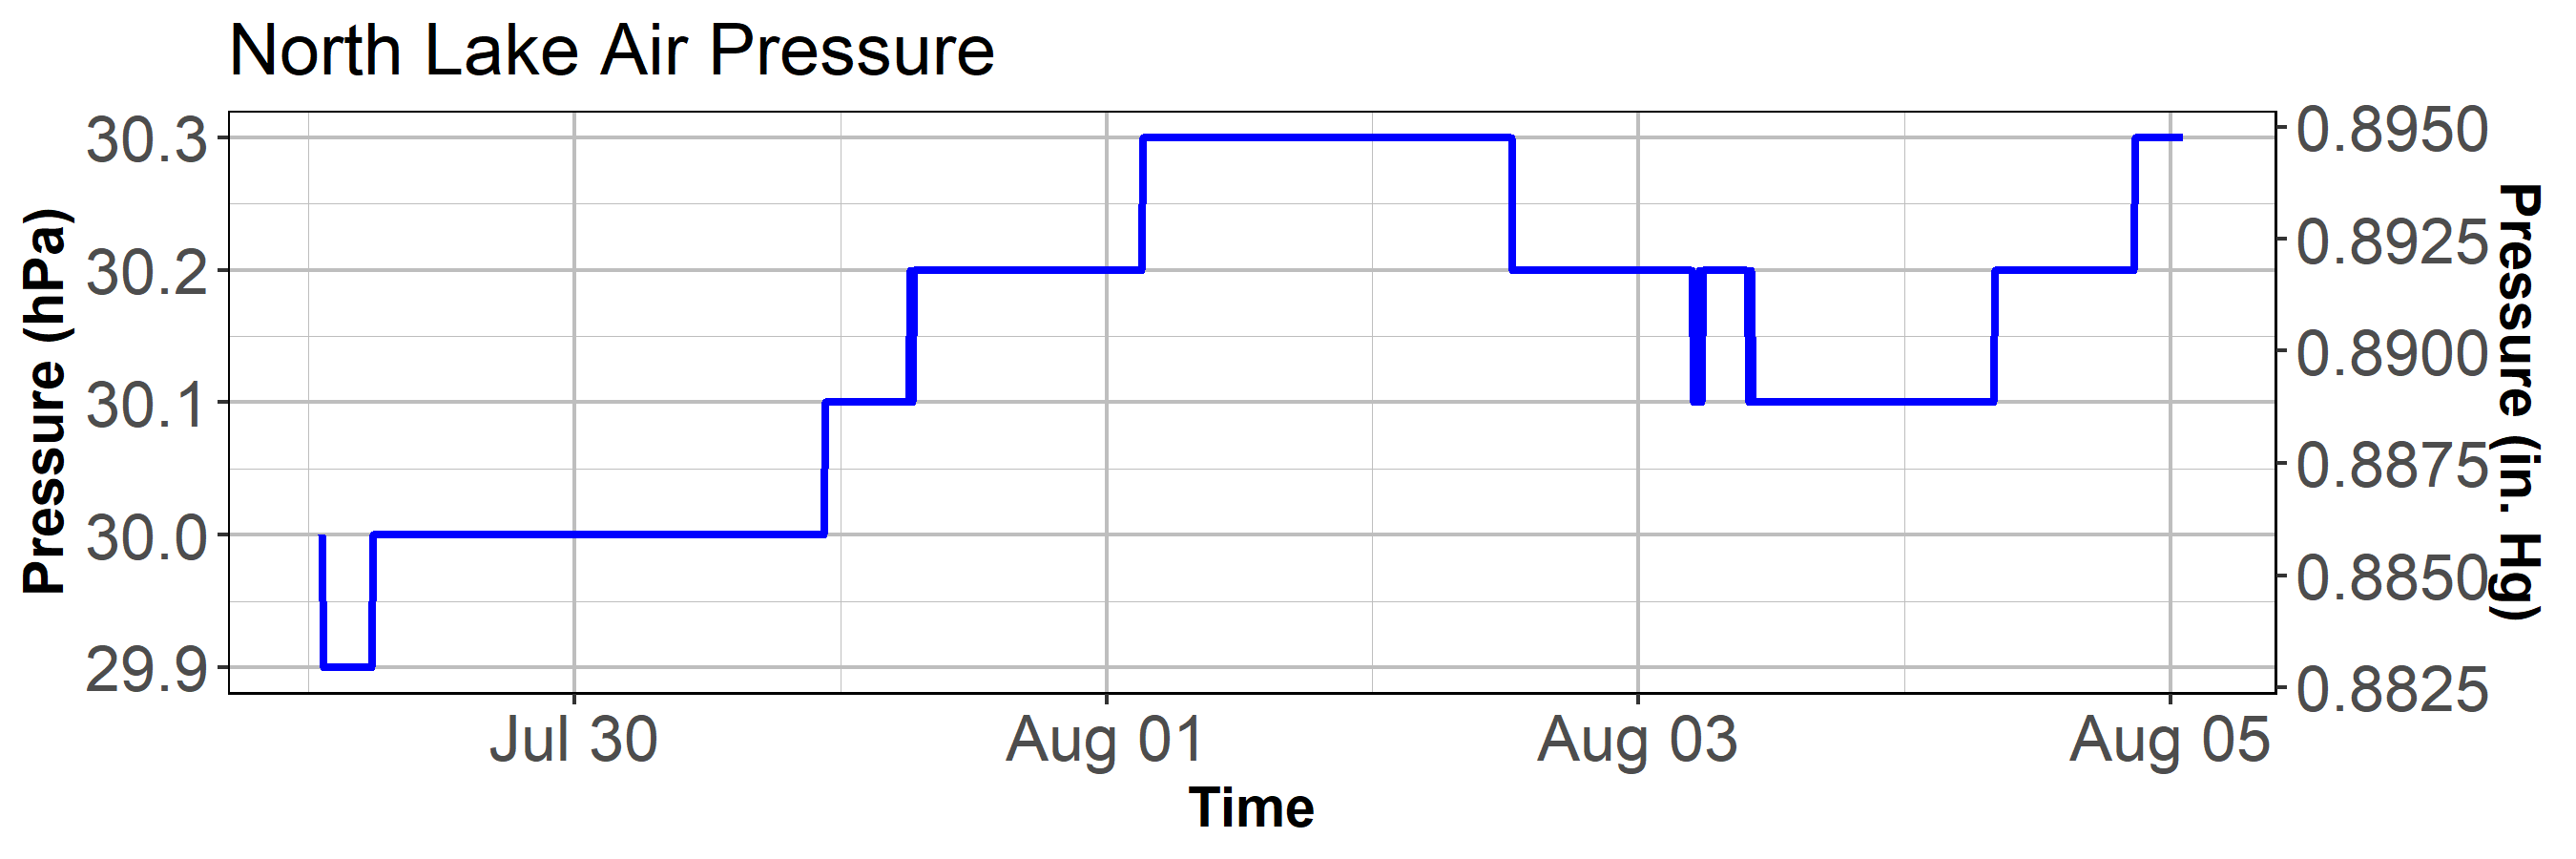 North Lake Air Pressure
Pressure (hPa)
30.3
30.2
30.1
30.0
29.9
0.8950
0.8925
0.8900
0.8875
0.8850
0.8825
Pressure (in. Hg)
Jul 30
Aug 01
Aug 03
Aug 05
Time